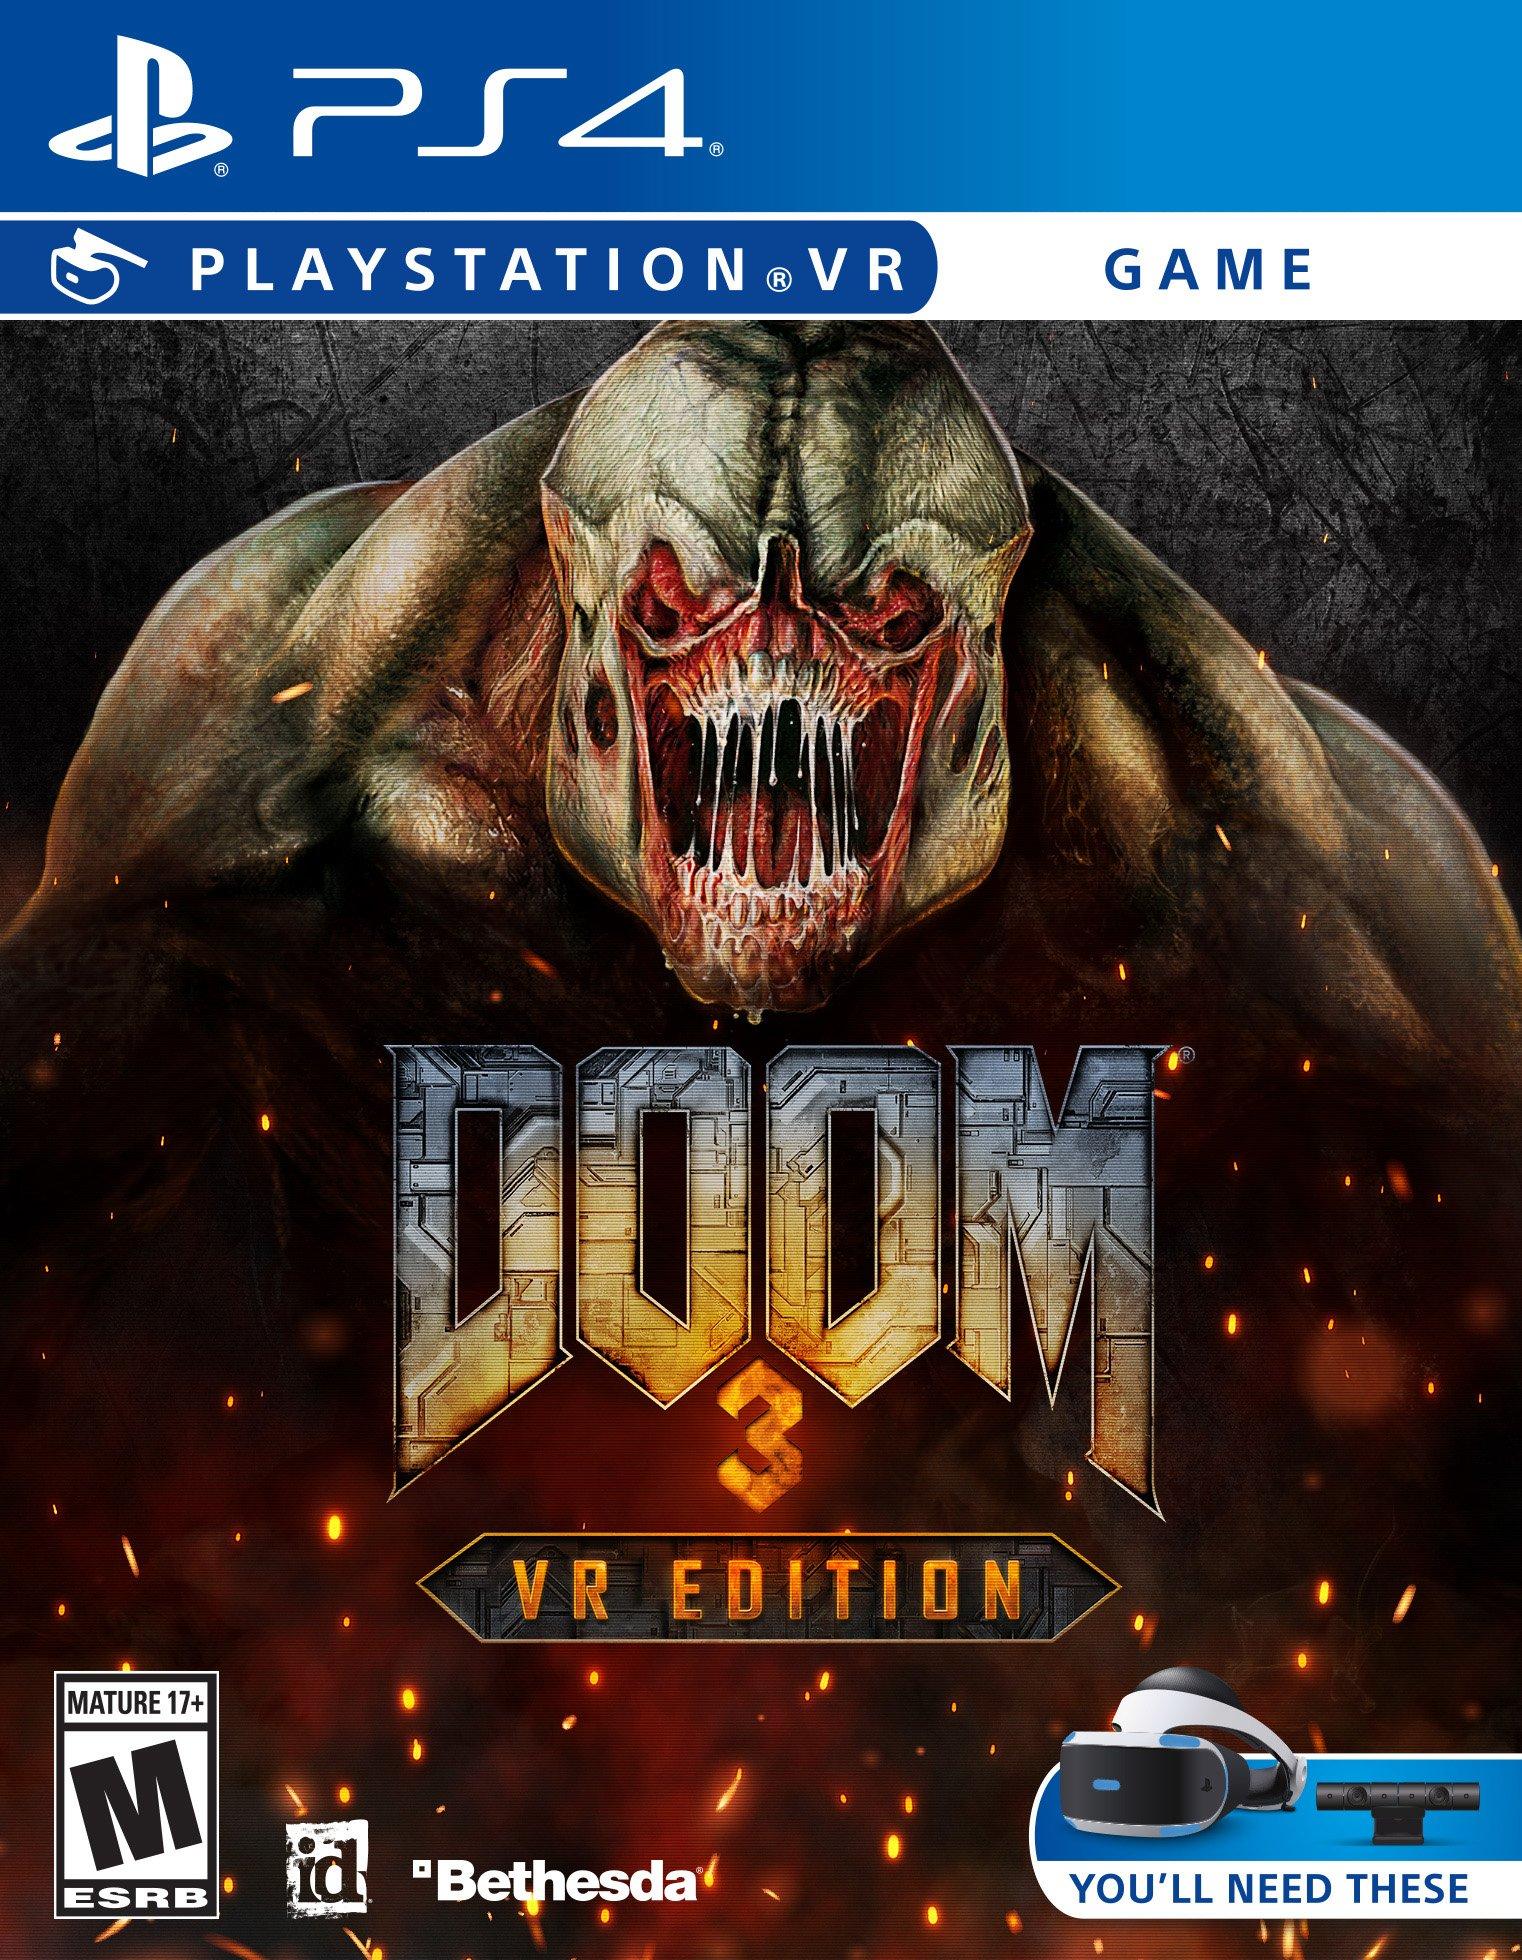 PS4®
PLAYSTATION®VR GAME
DOOM®
3
VR EDITION
MATURE 17+
M
ESRB
id
Bethesda®
YOU'LL NEED THESE